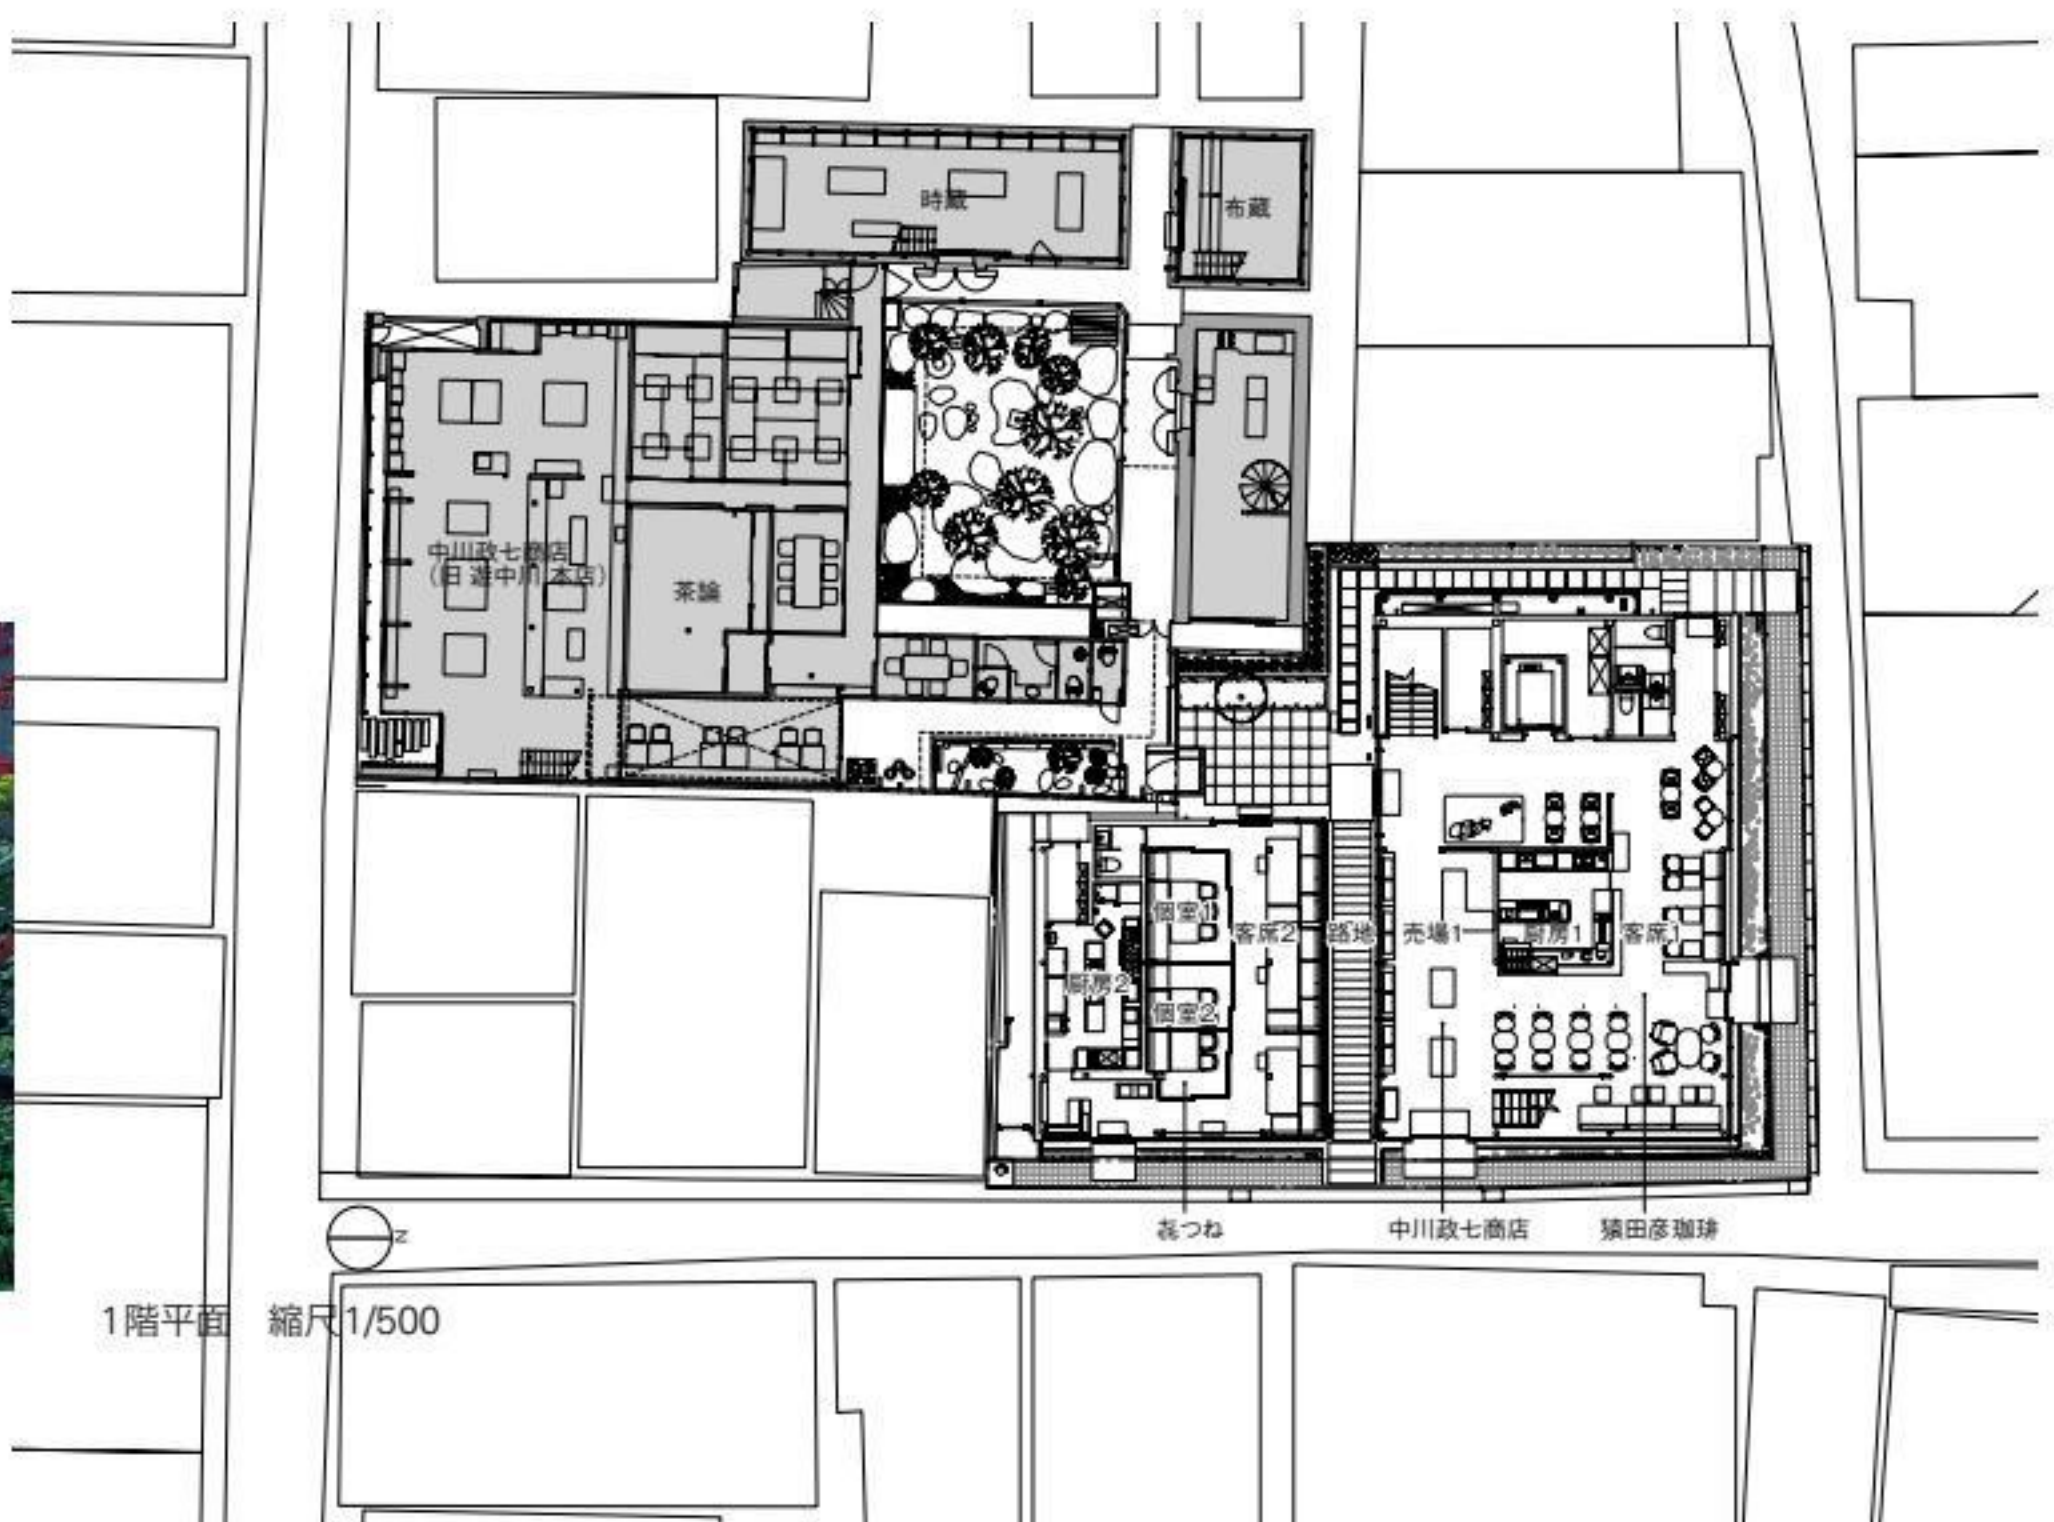 時蔵
布蔵
中川政七商店
(旧 遊中川 本店)
茶論
個室1
客席2
路地
売場1
厨房1
客席1
厨房2
個室2
㐂つね
中川政七商店
猿田彦珈琲
N
1階平面 縮尺1/500